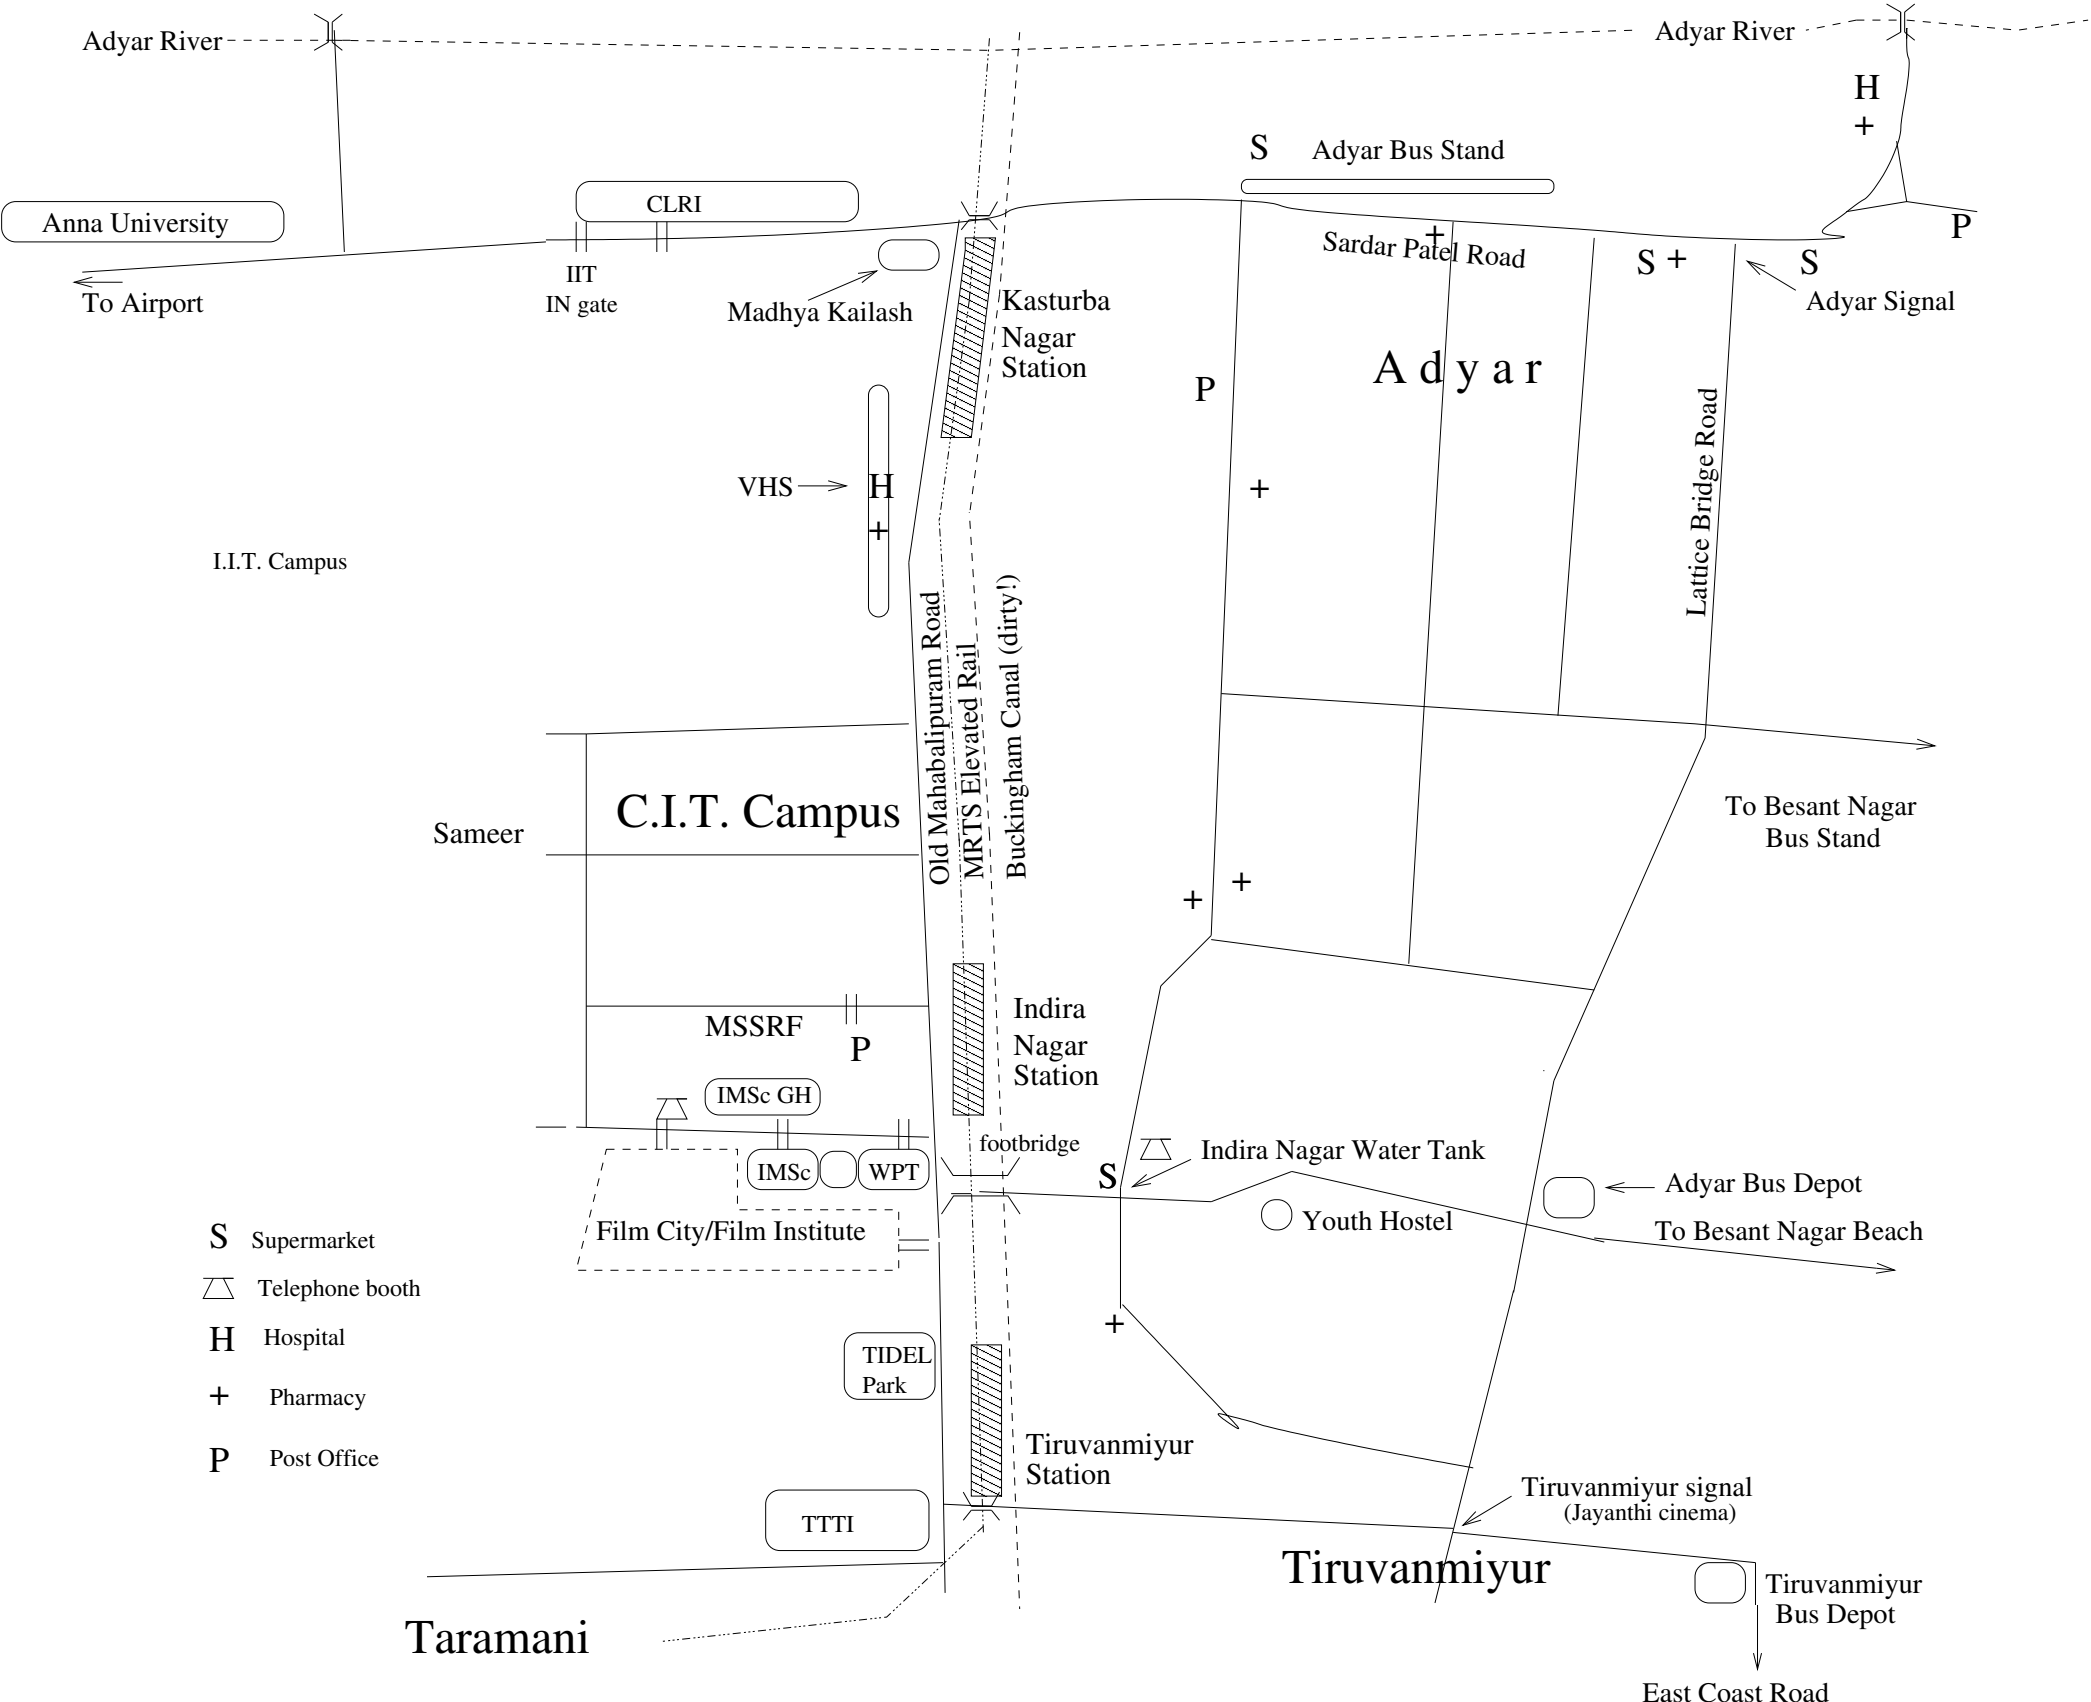 Adyar River
Adyar River
H
+
S
Adyar Bus Stand
CLRI
Anna University
P
Sardar Patel Road
+
S +
S
IIT
IN gate
To Airport
Madhya Kailash
Kasturba
Nagar
Station
Adyar Signal
A d y a r
P
VHS
H
+
+
Lattice Bridge Road
I.I.T. Campus
Old Mahabalipuram Road
MRTS Elevated Rail
Buckingham Canal (dirty!)
C.I.T. Campus
Sameer
To Besant Nagar
Bus Stand
+
+
Indira
Nagar
Station
MSSRF
P
IMSc GH
footbridge
IMSc
WPT
S
Indira Nagar Water Tank
Adyar Bus Depot
Youth Hostel
To Besant Nagar Beach
Film City/Film Institute
S Supermarket
Telephone booth
H Hospital
+ Pharmacy
P Post Office
+
TIDEL
Park
Tiruvanmiyur
Station
Tiruvanmiyur signal
(Jayanthi cinema)
TTTI
Tiruvanmiyur
Tiruvanmiyur
Bus Depot
Taramani
East Coast Road